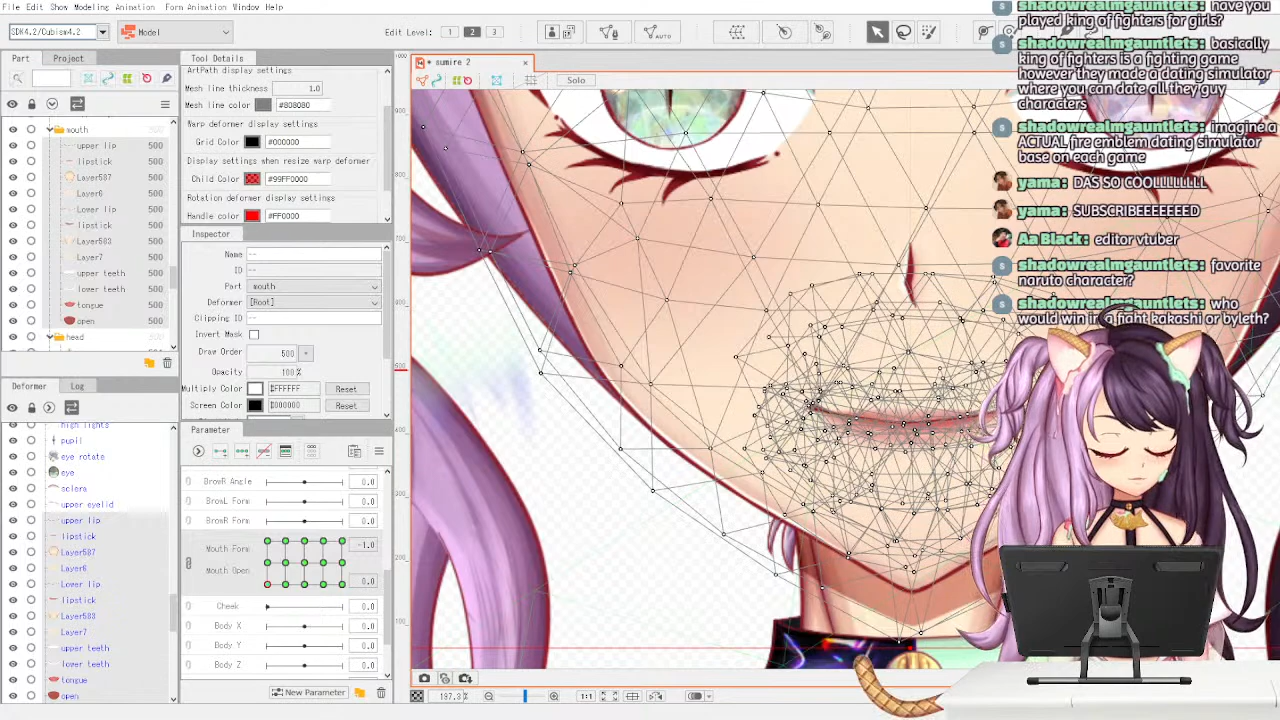 File Edit Show Modeling Animation Form Animation Window Help
SDK4.2/Cubism4.2
Model
Edit Level: 1 2 3
AUTO
Part Project
Tool Details
sumire 2
Solo
ArtPath display settings
Mesh line thickness 1.0
Mesh line color #808080
Warp deformer display settings
Grid Color #000000
Display settings when resize warp deformer
Child Color #99FF0000
Rotation deformer display settings
Handle color #FF0000
mouth
upper lip 500
lipstick 500
Layer587 500
Layer6 500
Lower lip 500
lipstick 500
Layer583 500
Layer7 500
upper teeth 500
lower teeth 500
tongue 500
open 500
head
Inspector
Name --
ID --
Part mouth
Deformer [Root]
Clipping ID --
Invert Mask
Draw Order 500
Opacity 100 %
Multiply Color #FFFFFF Reset
Screen Color #000000 Reset
Deformer Log
high lights
pupil
eye rate
eye
sclera
upper eyelid
upper lip
lipstick
Layer587
Layer6
Lower lip
lipstick
Layer583
Layer7
upper teeth
lower teeth
tongue
open
Parameter
BrowR Angle 0.0
BrowL Form 0.0
BrowR Form 0.0
Mouth Form -1.0
Mouth Open 0.0
Cheek 0.0
Body X 0.0
Body Y 0.0
Body Z 0.0
New Parameter
1:1
shadowrealmgauntlets: have you
played king of fighters for girls?
shadowrealmgauntlets: basically
king of fighters is a fighting game
however they made a dating simulator
where you can date all they guy
characters
shadowrealmgauntlets: imagine a
ACTUAL fire emblem dating simulator
base on each game
yama: DAS SO COOLLLLLLLLL
yama: SUBSCRIBEEEEEED
Aa Black: editor vtuber
shadowrealmgauntlets: favorite
naruto character?
shadowrealmgauntlets: who
would win in a fight kakashi or byleth?